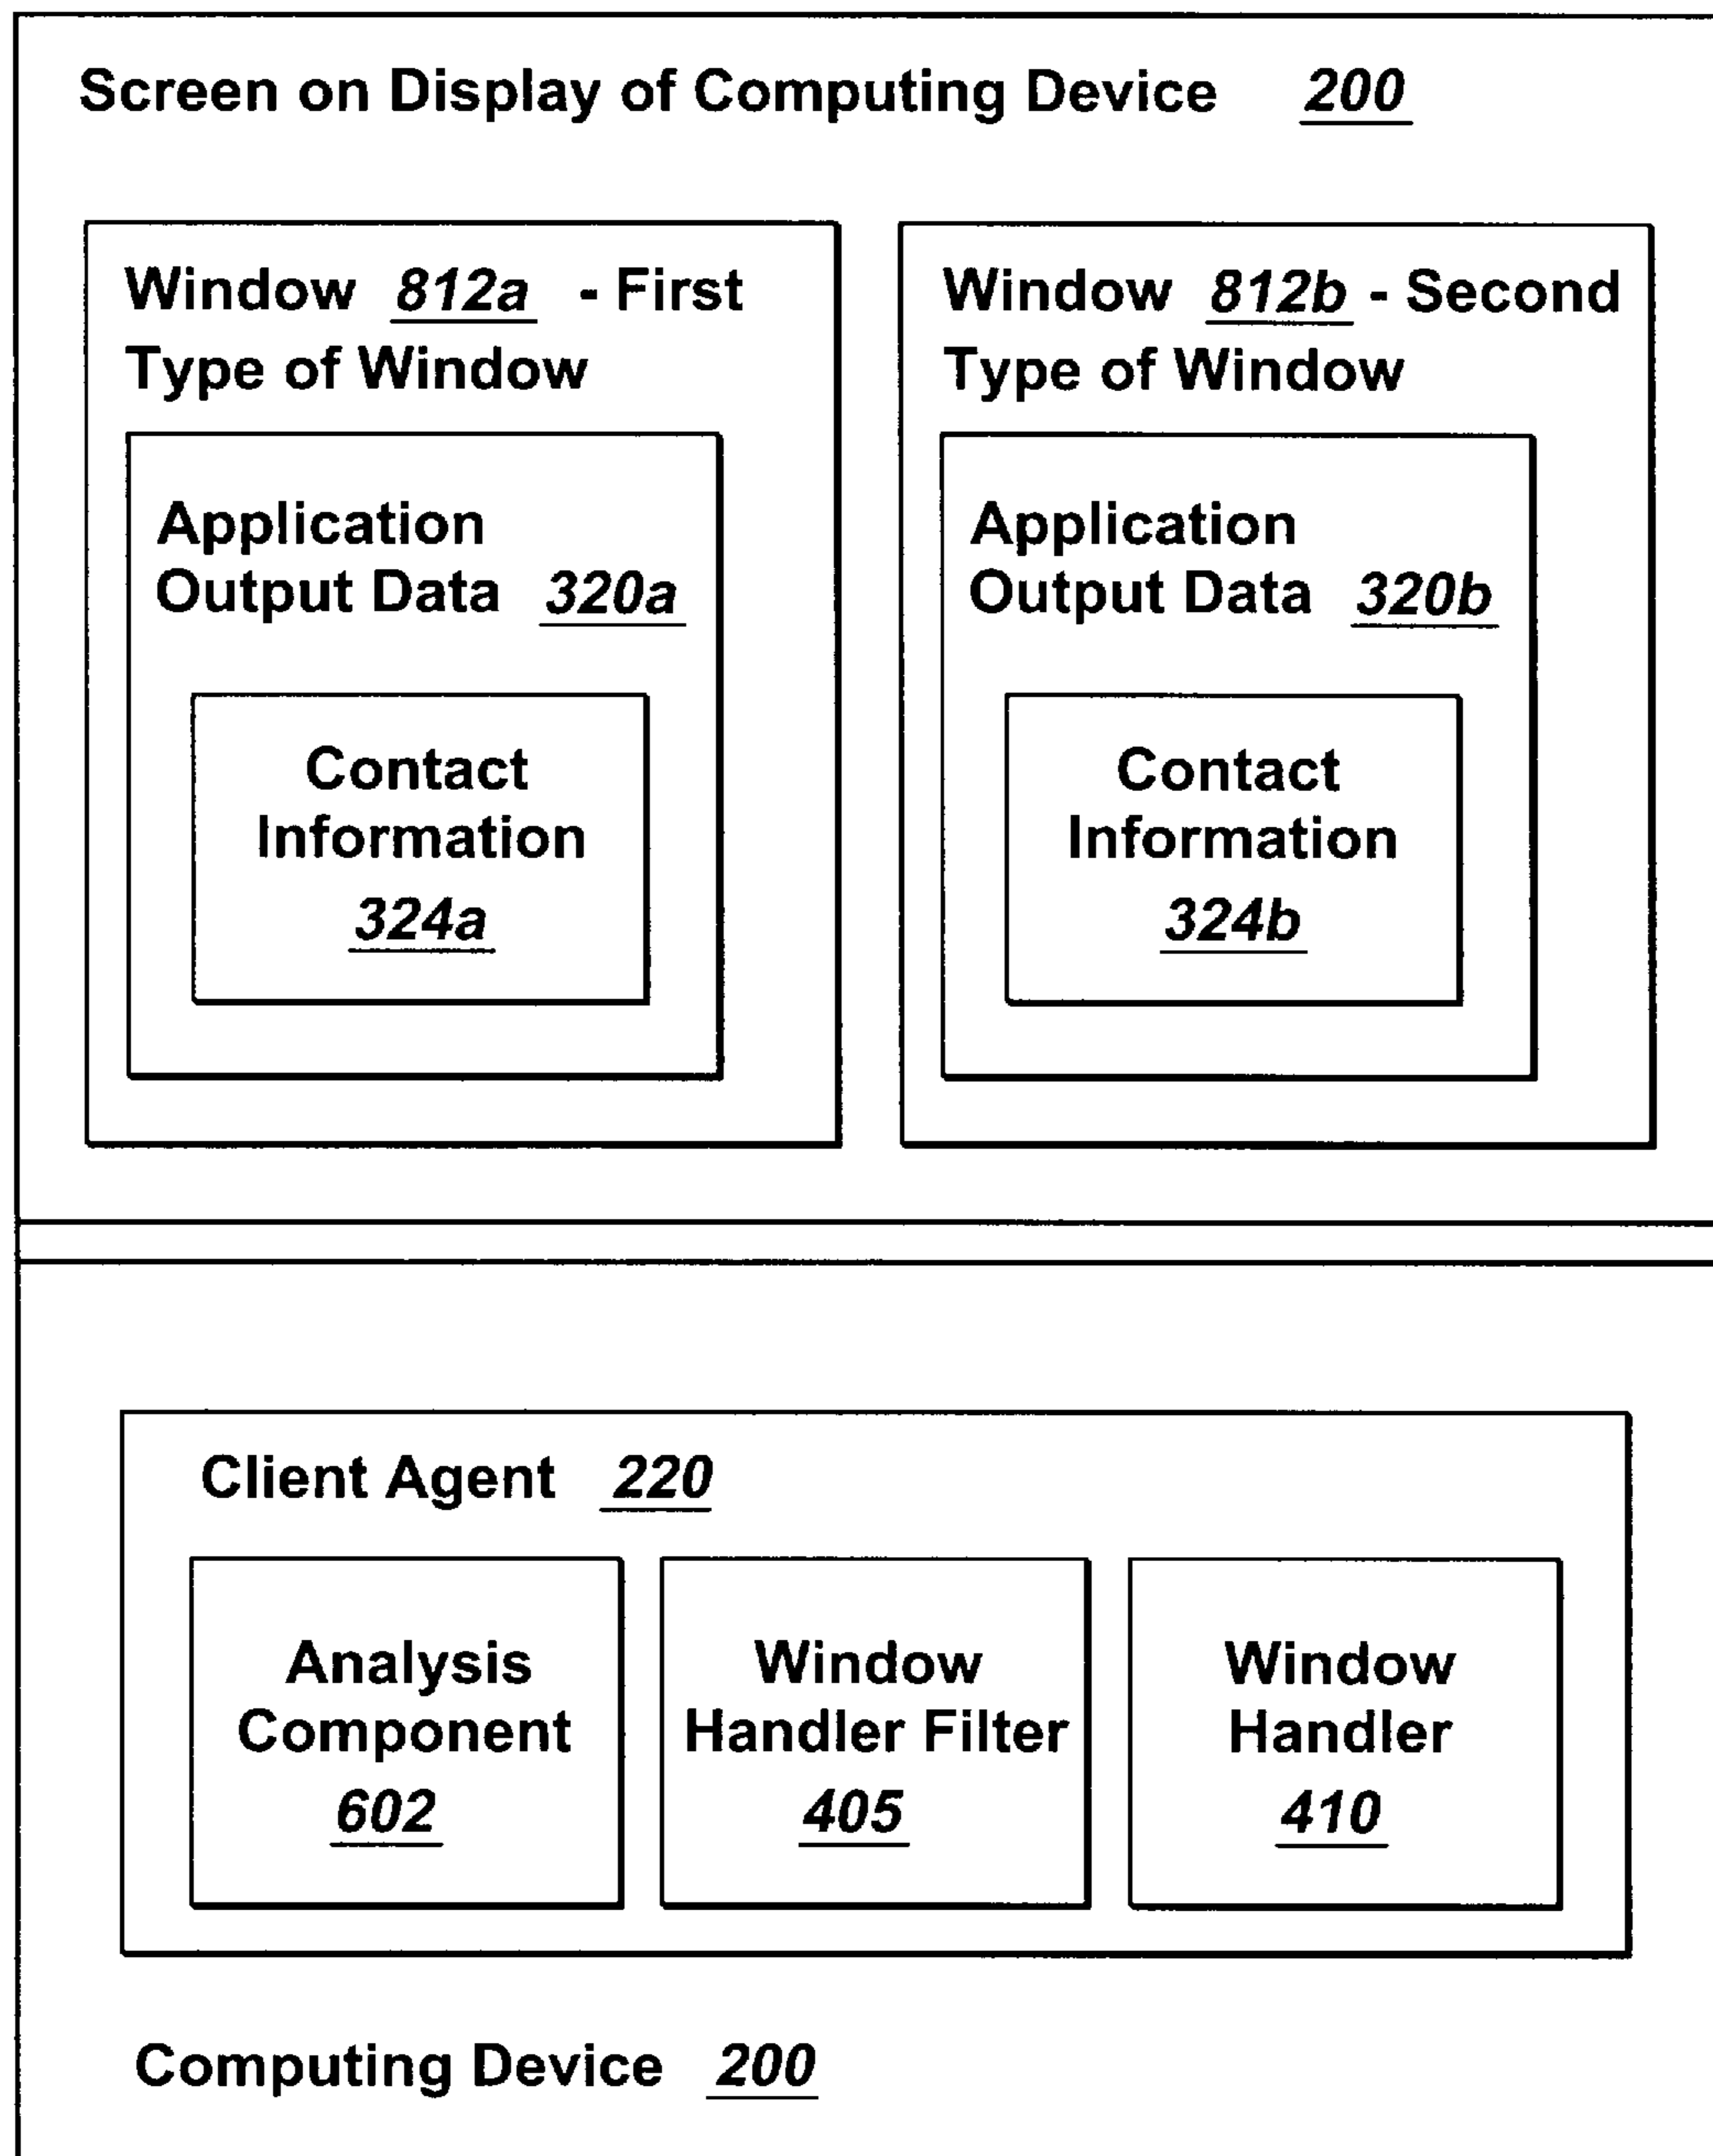 Screen on Display of Computing Device 200
Window 812a - First
Type of Window
Application
Output Data 320a
Contact
Information
324a
Window 812b - Second
Type of Window
Application
Output Data 320b
Contact
Information
324b
Client Agent 220
Analysis
Component
602
Window
Handler Filter
405
Window
Handler
410
Computing Device 200